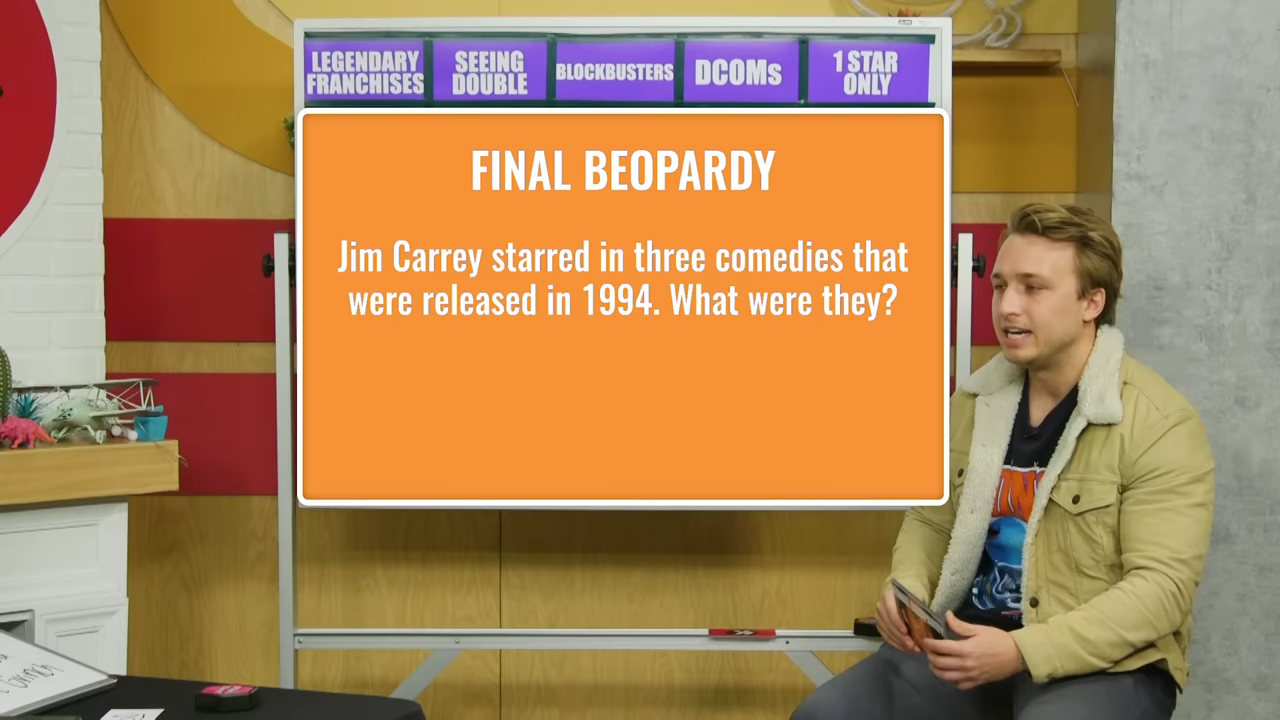 LEGENDARY
FRANCHISES
SEEING
DOUBLE
BLOCKBUSTERS
DCOMs
1 STAR
ONLY
FINAL BEOPARDY
Jim Carrey starred in three comedies that
were released in 1994. What were they?